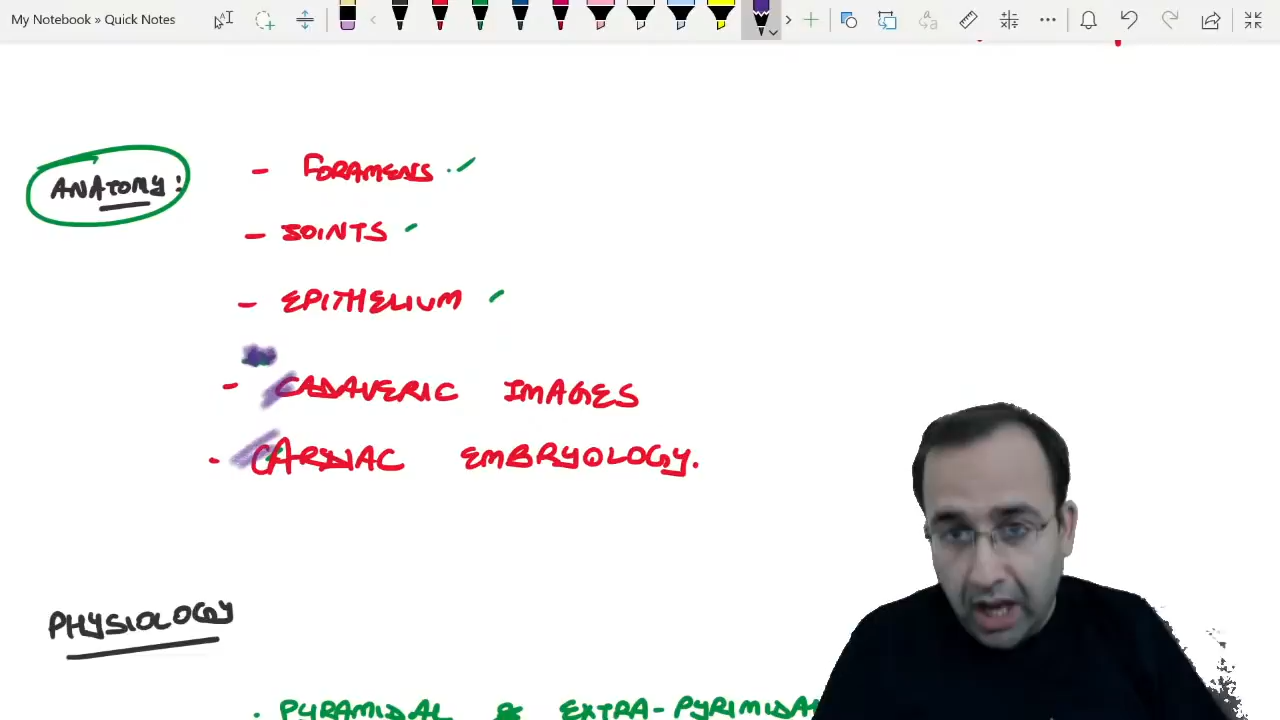 My Notebook » Quick Notes
ANATOMY:
- FORAMENS
- JOINTS
- EPITHELIUM
- CADAVERIC IMAGES
- CARDIAC EMBRYOLOGY.
PHYSIOLOGY
. PYRAMIDAL & EXTRA-PYRIMIDAL